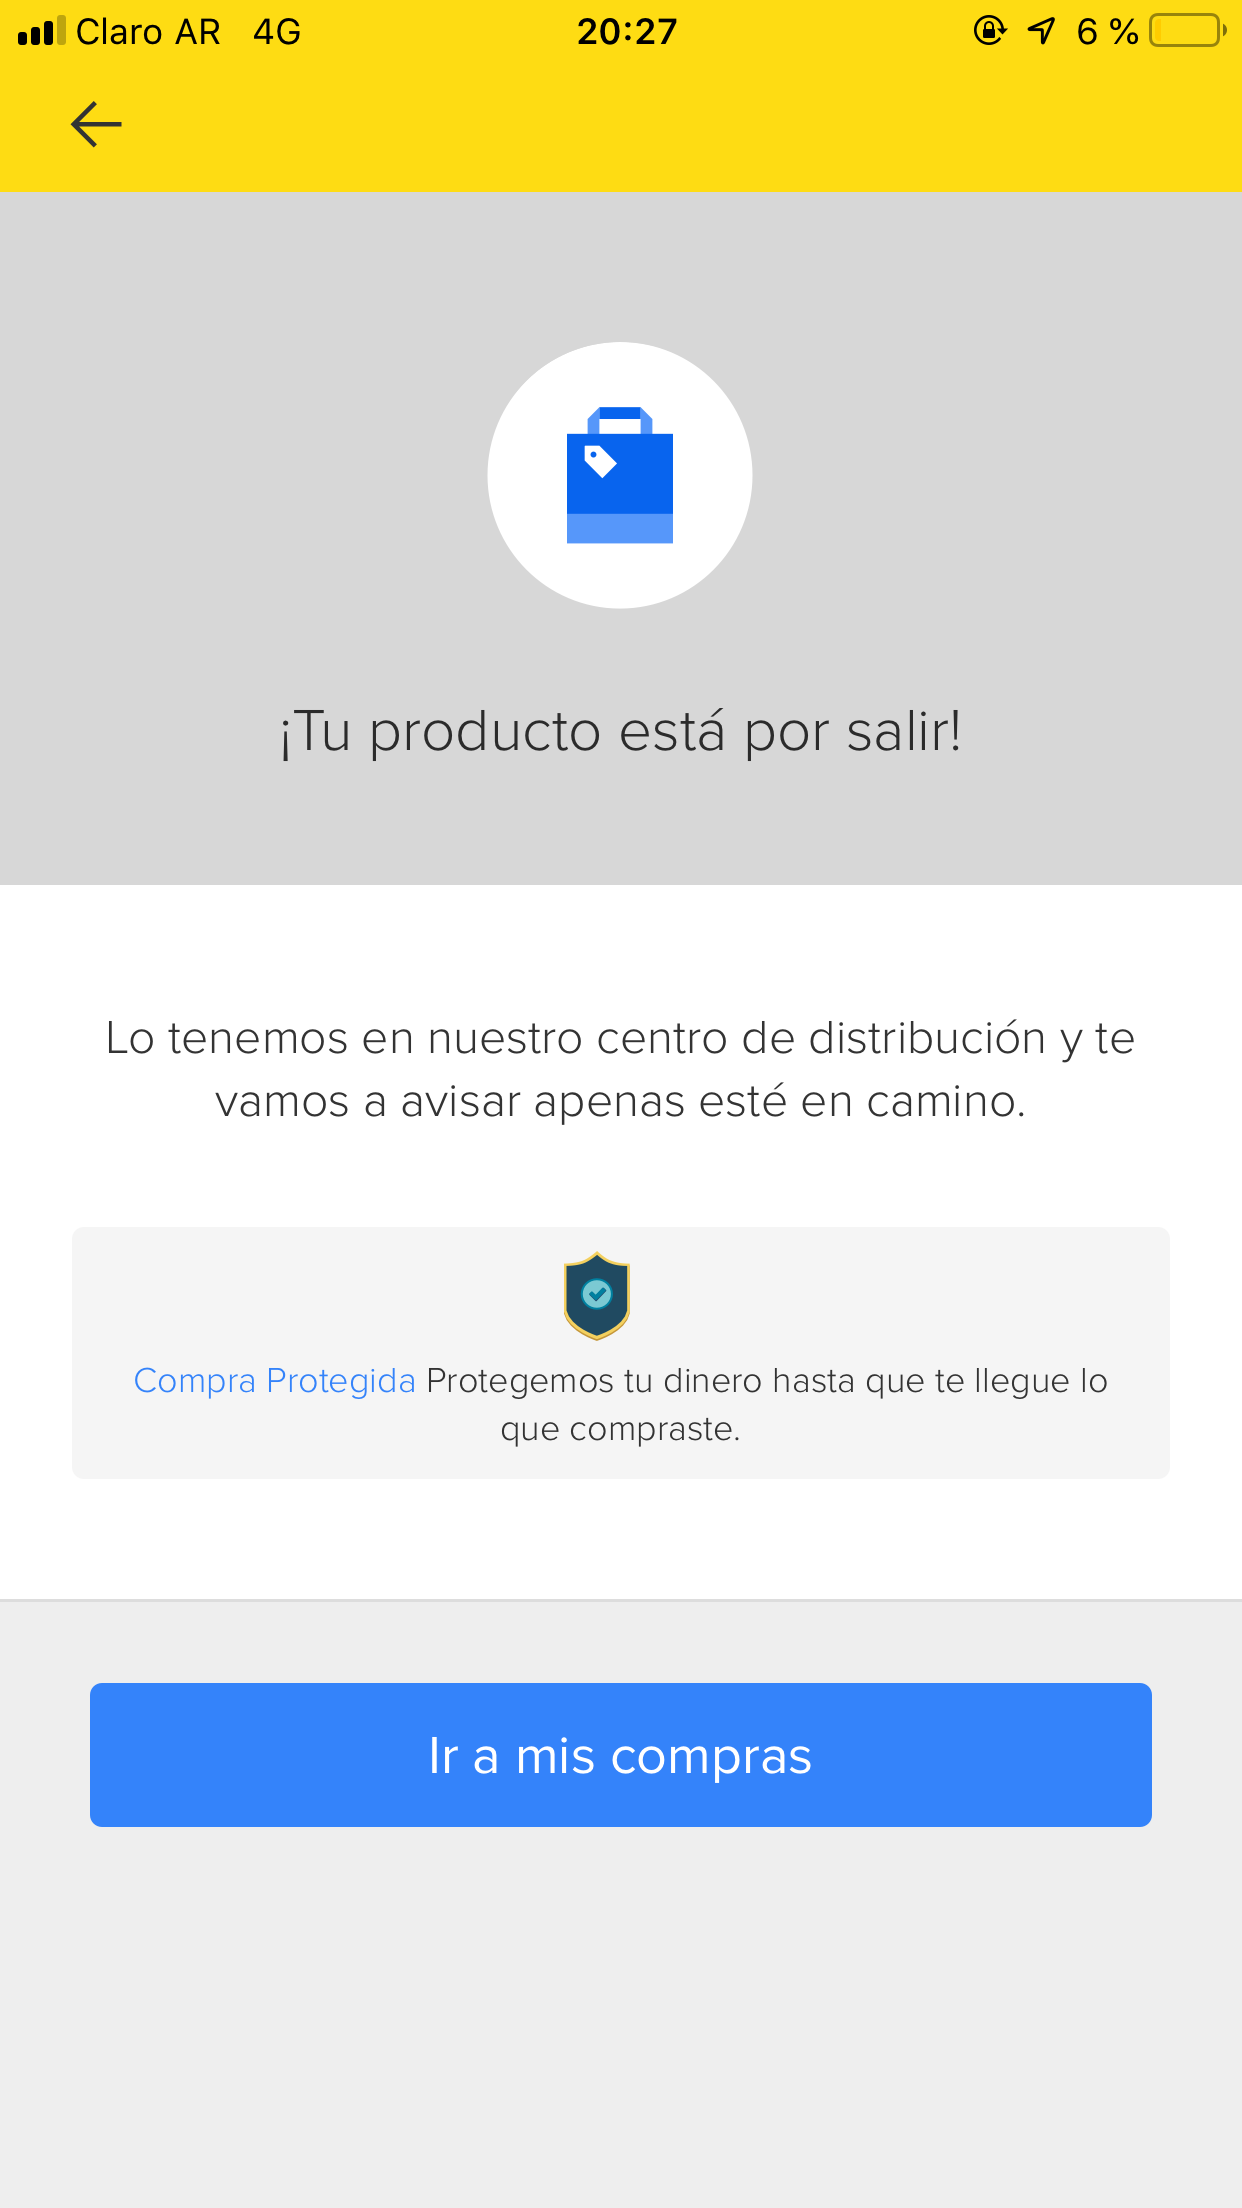 Claro AR 4G 20:27 6 %
¡Tu producto está por salir!
Lo tenemos en nuestro centro de distribución y te
vamos a avisar apenas esté en camino.
Compra Protegida Protegemos tu dinero hasta que te llegue lo
que compraste.
Ir a mis compras